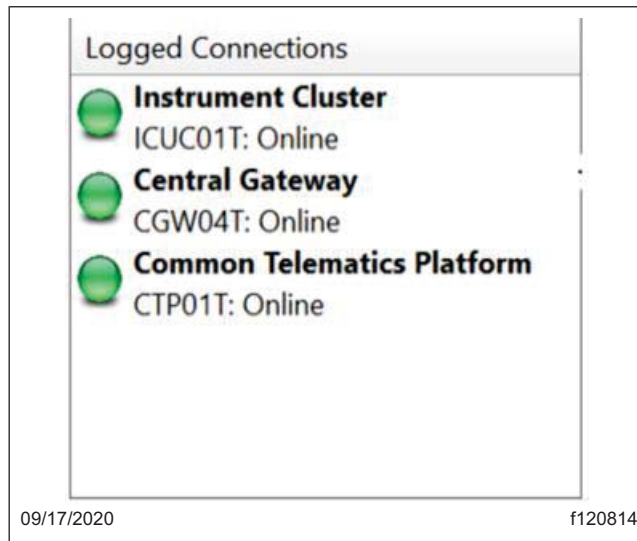 Logged Connections
Instrument Cluster
ICUC01T: Online
Central Gateway
CGW04T: Online
Common Telematics Platform
CTP01T: Online
09/17/2020 f120814